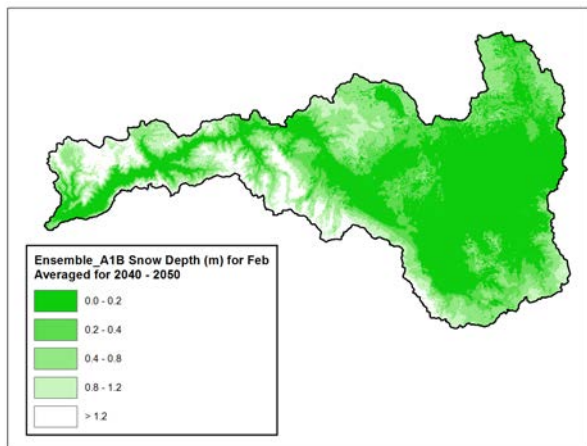 Ensemble_A1B Snow Depth (m) for Feb
Averaged for 2040 - 2050
0.0 - 0.2
0.2 - 0.4
0.4 - 0.8
0.8 - 1.2
> 1.2